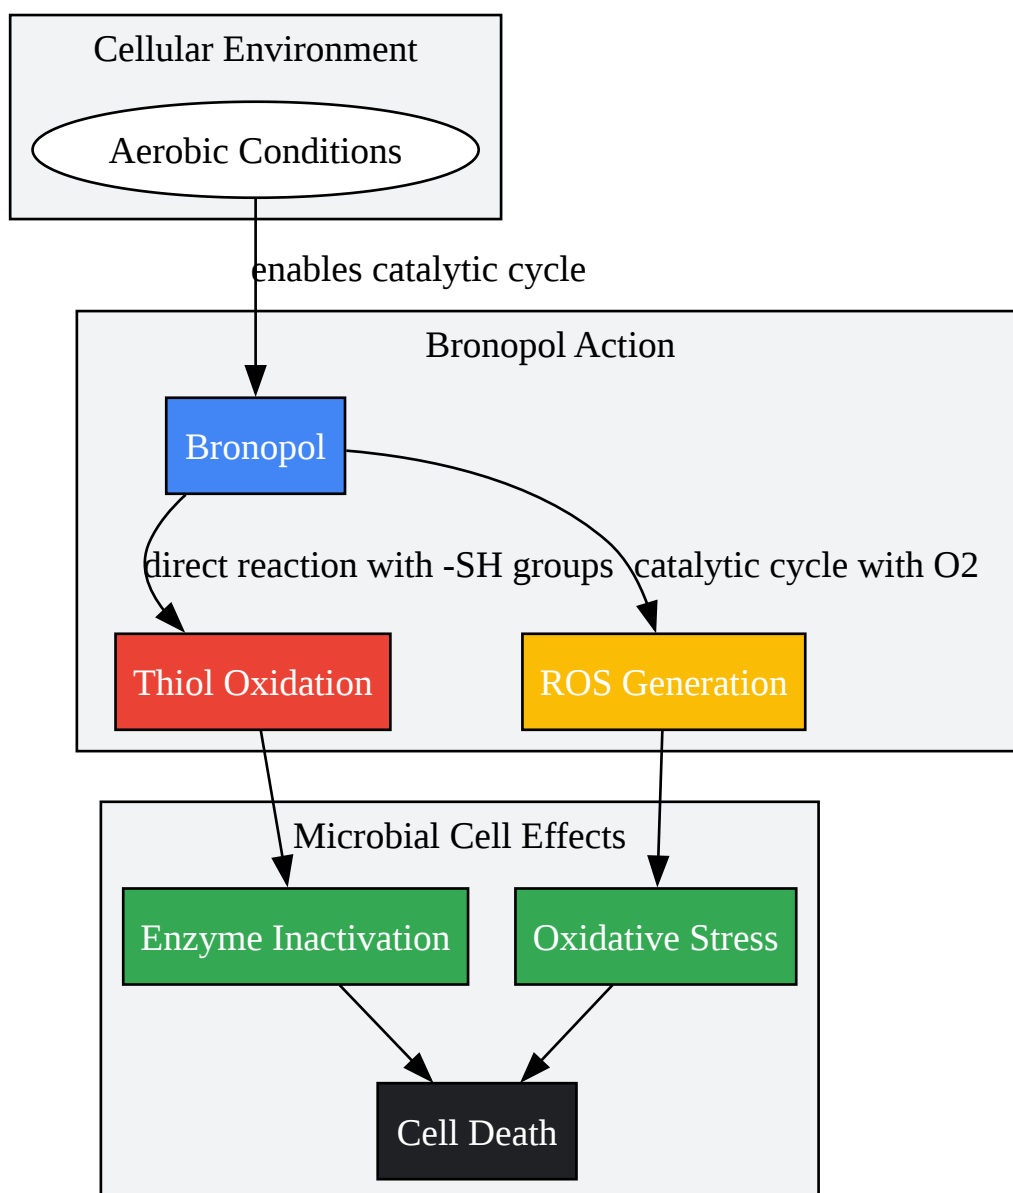 Cellular Environment
Aerobic Conditions
enables catalytic cycle
Bronopol Action
Bronopol
direct reaction with -SH groups
catalytic cycle with O2
Thiol Oxidation
ROS Generation
Microbial Cell Effects
Enzyme Inactivation
Oxidative Stress
Cell Death